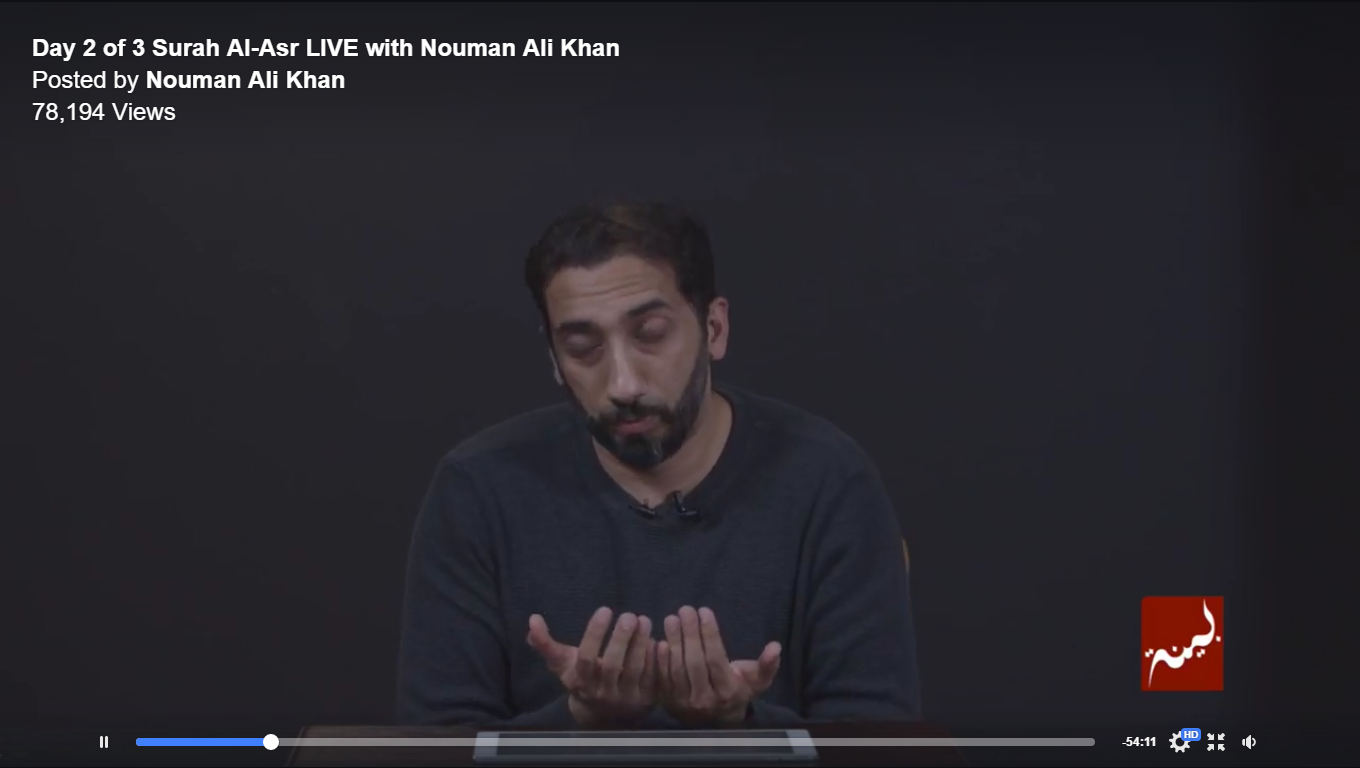 Day 2 of 3 Surah Al-Asr LIVE with Nouman Ali Khan
Posted by Nouman Ali Khan
78,194 Views
بينة
-54:11
HD